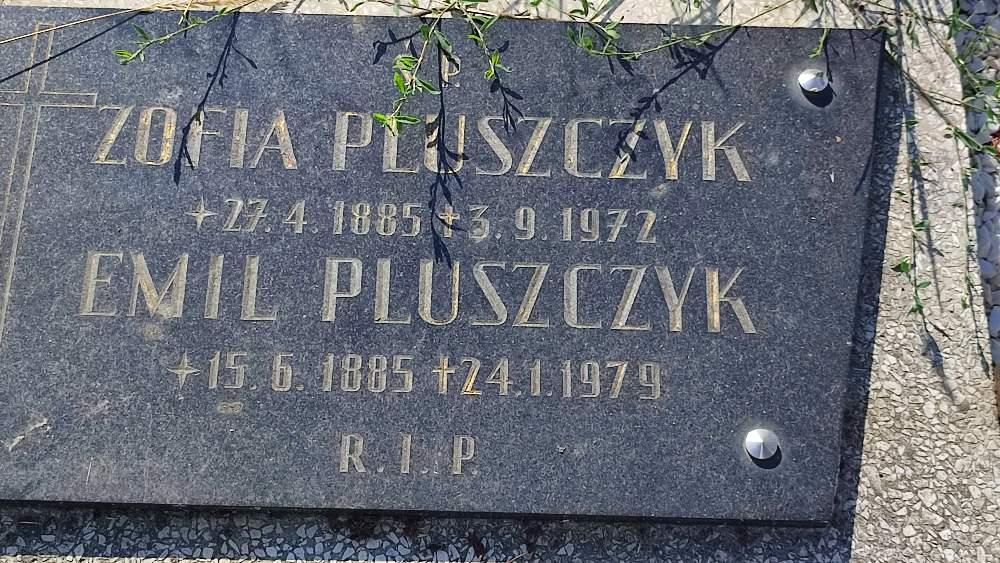 P.
ZOFIA PLUSZCZYK
27.4.1885 3.9.1972
EMIL PLUSZCZYK
15.6.1885 24.1.1979
R.I.P.